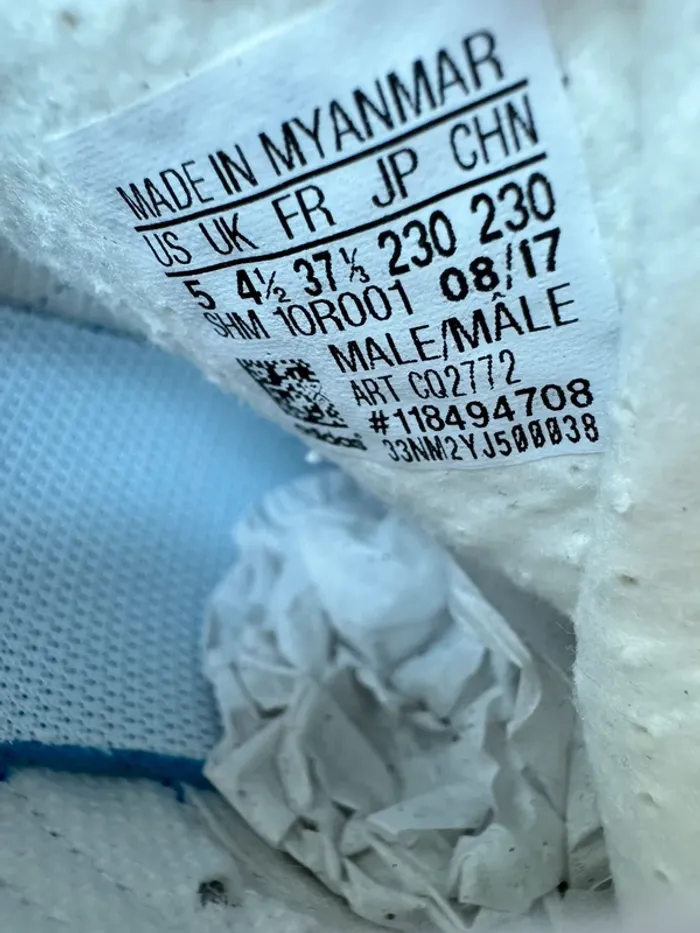 MADE IN MYANMAR
US UK FR JP CHN
5 4½ 37⅓ 230 230
SHM 10R001 08/17
MALE/MÂLE
ART CQ2772
#118494708
adidas 33NM2YJ500038